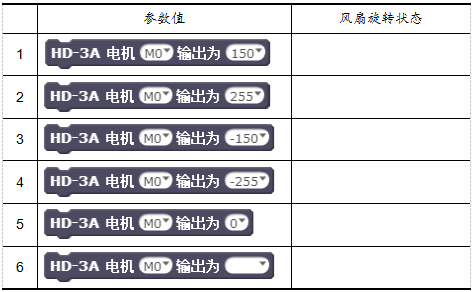 参数值 风扇旋转状态
1 HD-3A 电机 M0 输出为 150
2 HD-3A 电机 M0 输出为 255
3 HD-3A 电机 M0 输出为 -150
4 HD-3A 电机 M0 输出为 -255
5 HD-3A 电机 M0 输出为 0
6 HD-3A 电机 M0 输出为